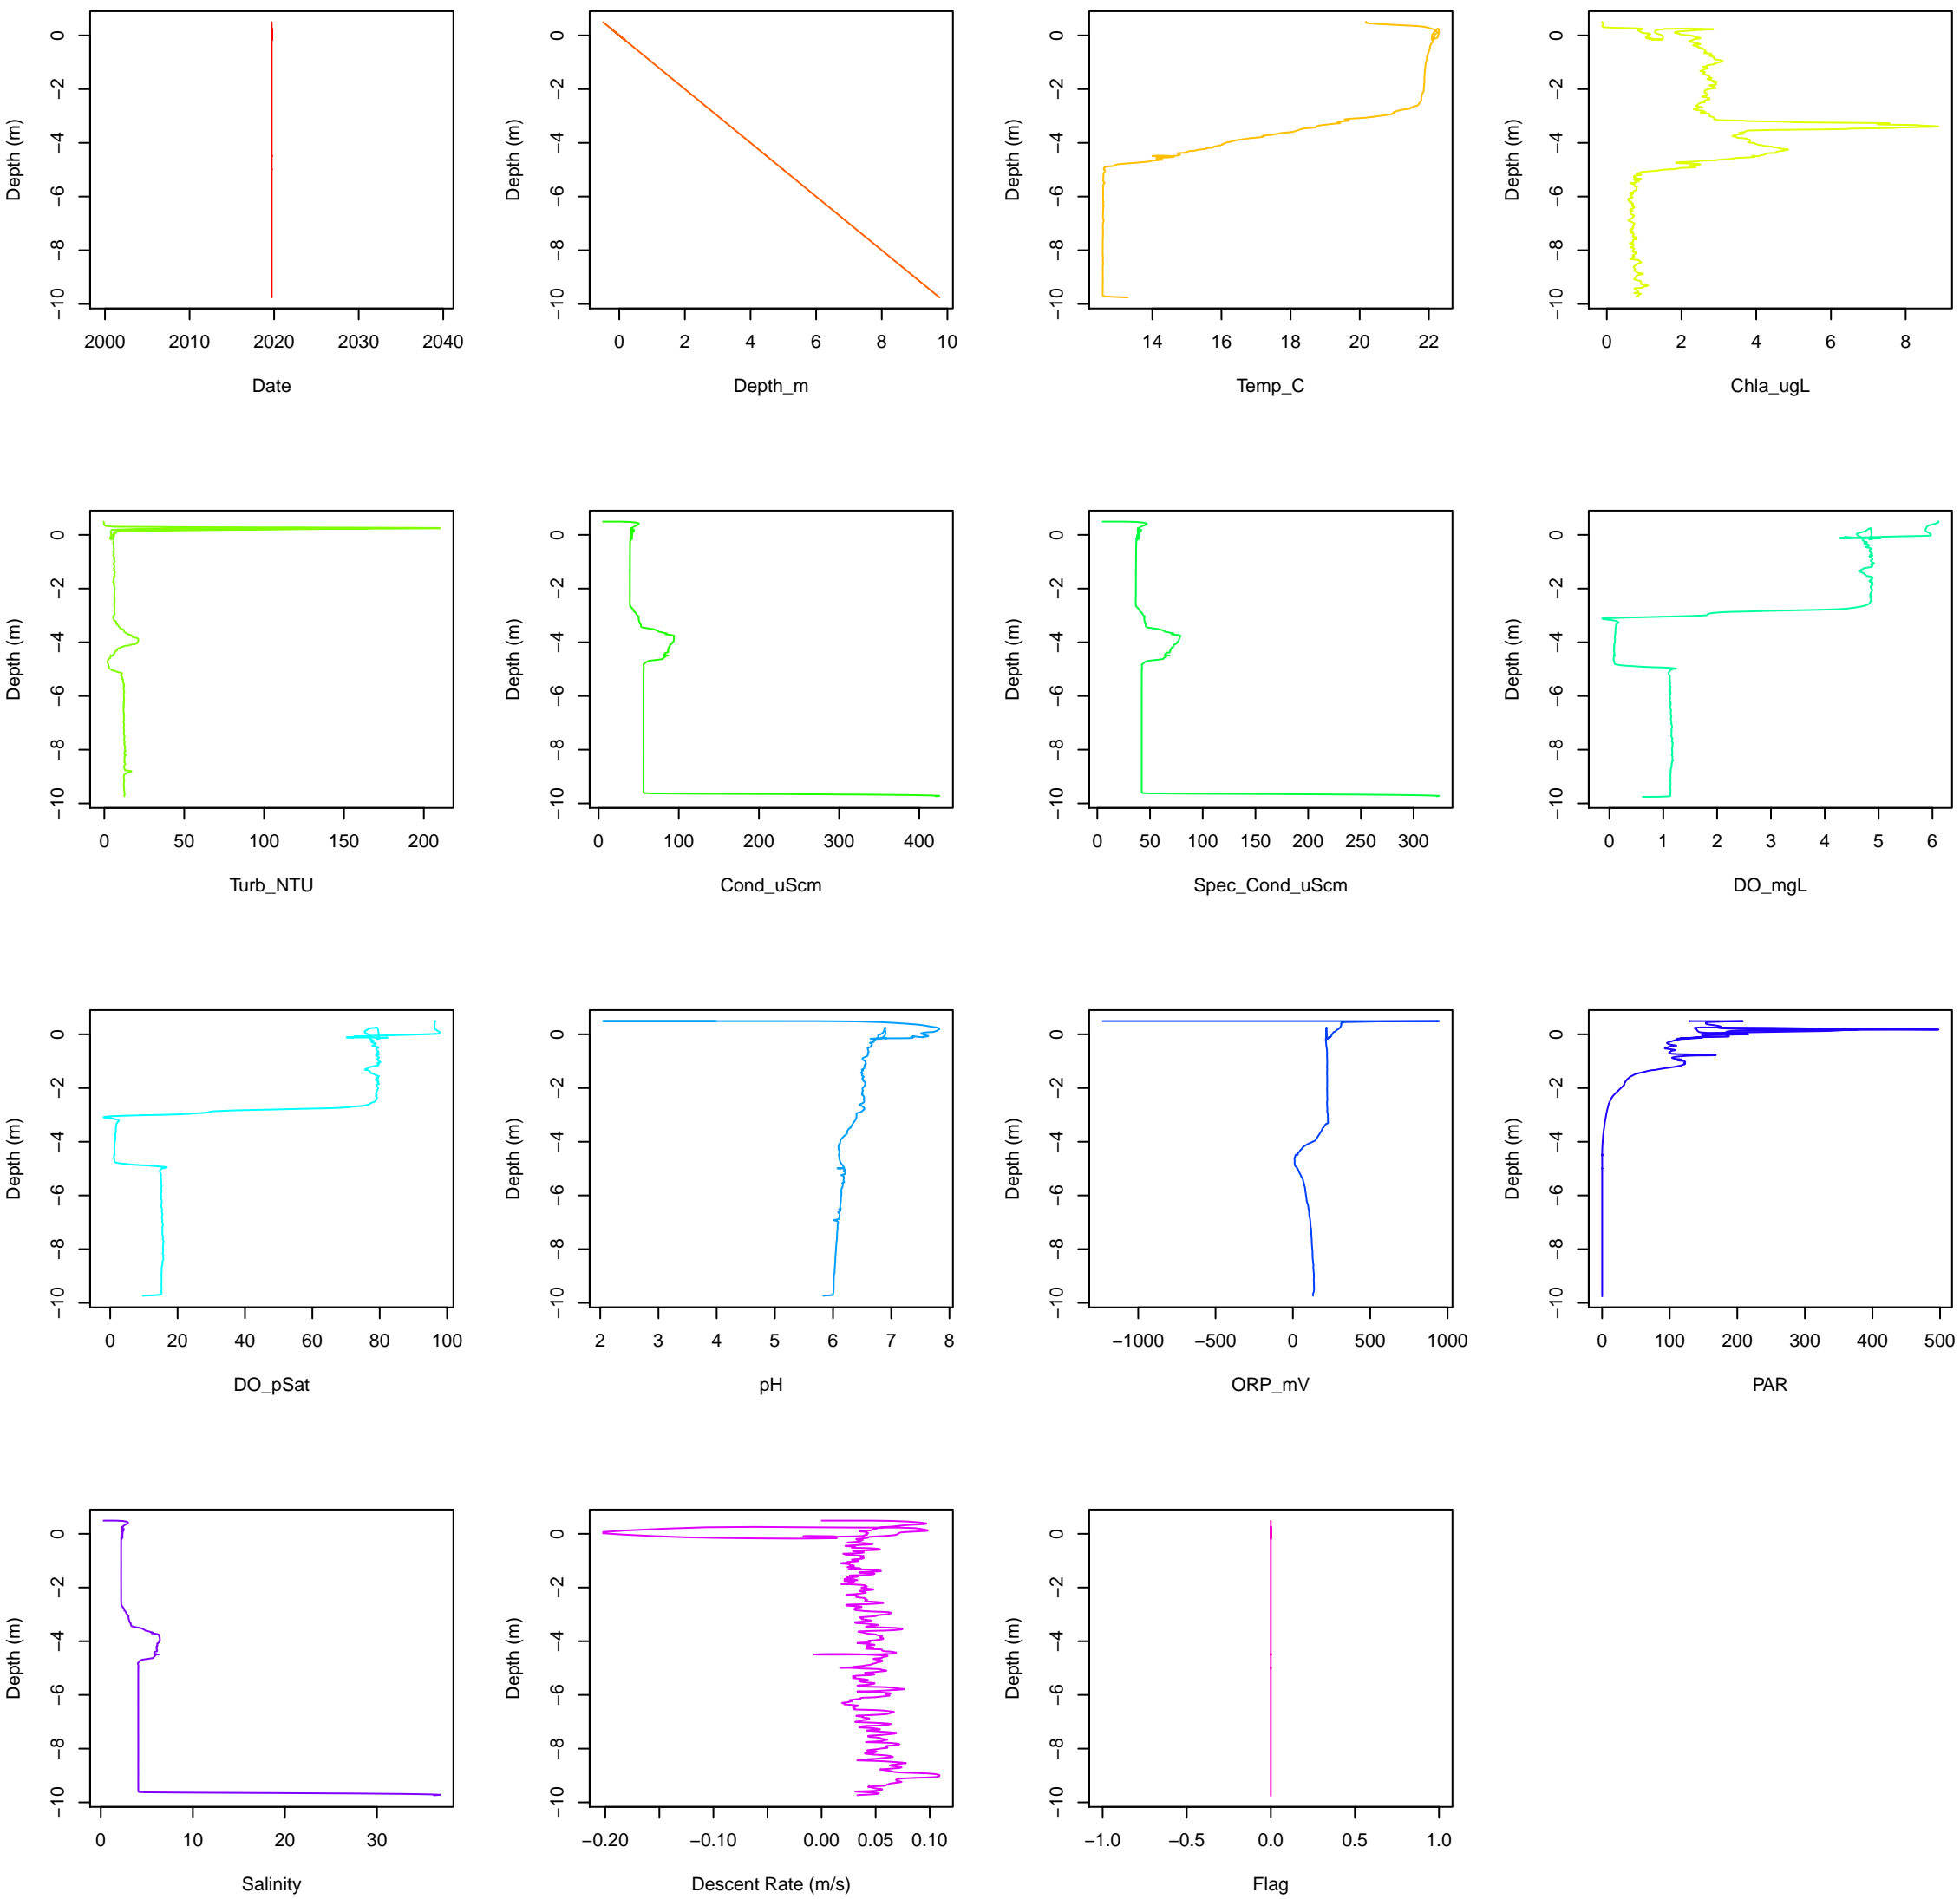 0 −2 −4 −6 −8 −10
Depth (m)
2000 2010 2020 2030 2040
Date
0 −2 −4 −6 −8 −10
Depth (m)
0 2 4 6 8 10
Depth_m
0 −2 −4 −6 −8 −10
Depth (m)
14 16 18 20 22
Temp_C
0 −2 −4 −6 −8 −10
Depth (m)
0 2 4 6 8
Chla_ugL
0 −2 −4 −6 −8 −10
Depth (m)
0 50 100 150 200
Turb_NTU
0 −2 −4 −6 −8 −10
Depth (m)
0 100 200 300 400
Cond_uScm
0 −2 −4 −6 −8 −10
Depth (m)
0 50 100 150 200 250 300
Spec_Cond_uScm
0 −2 −4 −6 −8 −10
Depth (m)
0 1 2 3 4 5 6
DO_mgL
0 −2 −4 −6 −8 −10
Depth (m)
0 20 40 60 80 100
DO_pSat
0 −2 −4 −6 −8 −10
Depth (m)
2 3 4 5 6 7 8
pH
0 −2 −4 −6 −8 −10
Depth (m)
−1000 −500 0 500 1000
ORP_mV
0 −2 −4 −6 −8 −10
Depth (m)
0 100 200 300 400 500
PAR
0 −2 −4 −6 −8 −10
Depth (m)
0 10 20 30
Salinity
0 −2 −4 −6 −8 −10
Depth (m)
−0.20 −0.10 0.00 0.05 0.10
Descent Rate (m/s)
0 −2 −4 −6 −8 −10
Depth (m)
−1.0 −0.5 0.0 0.5 1.0
Flag